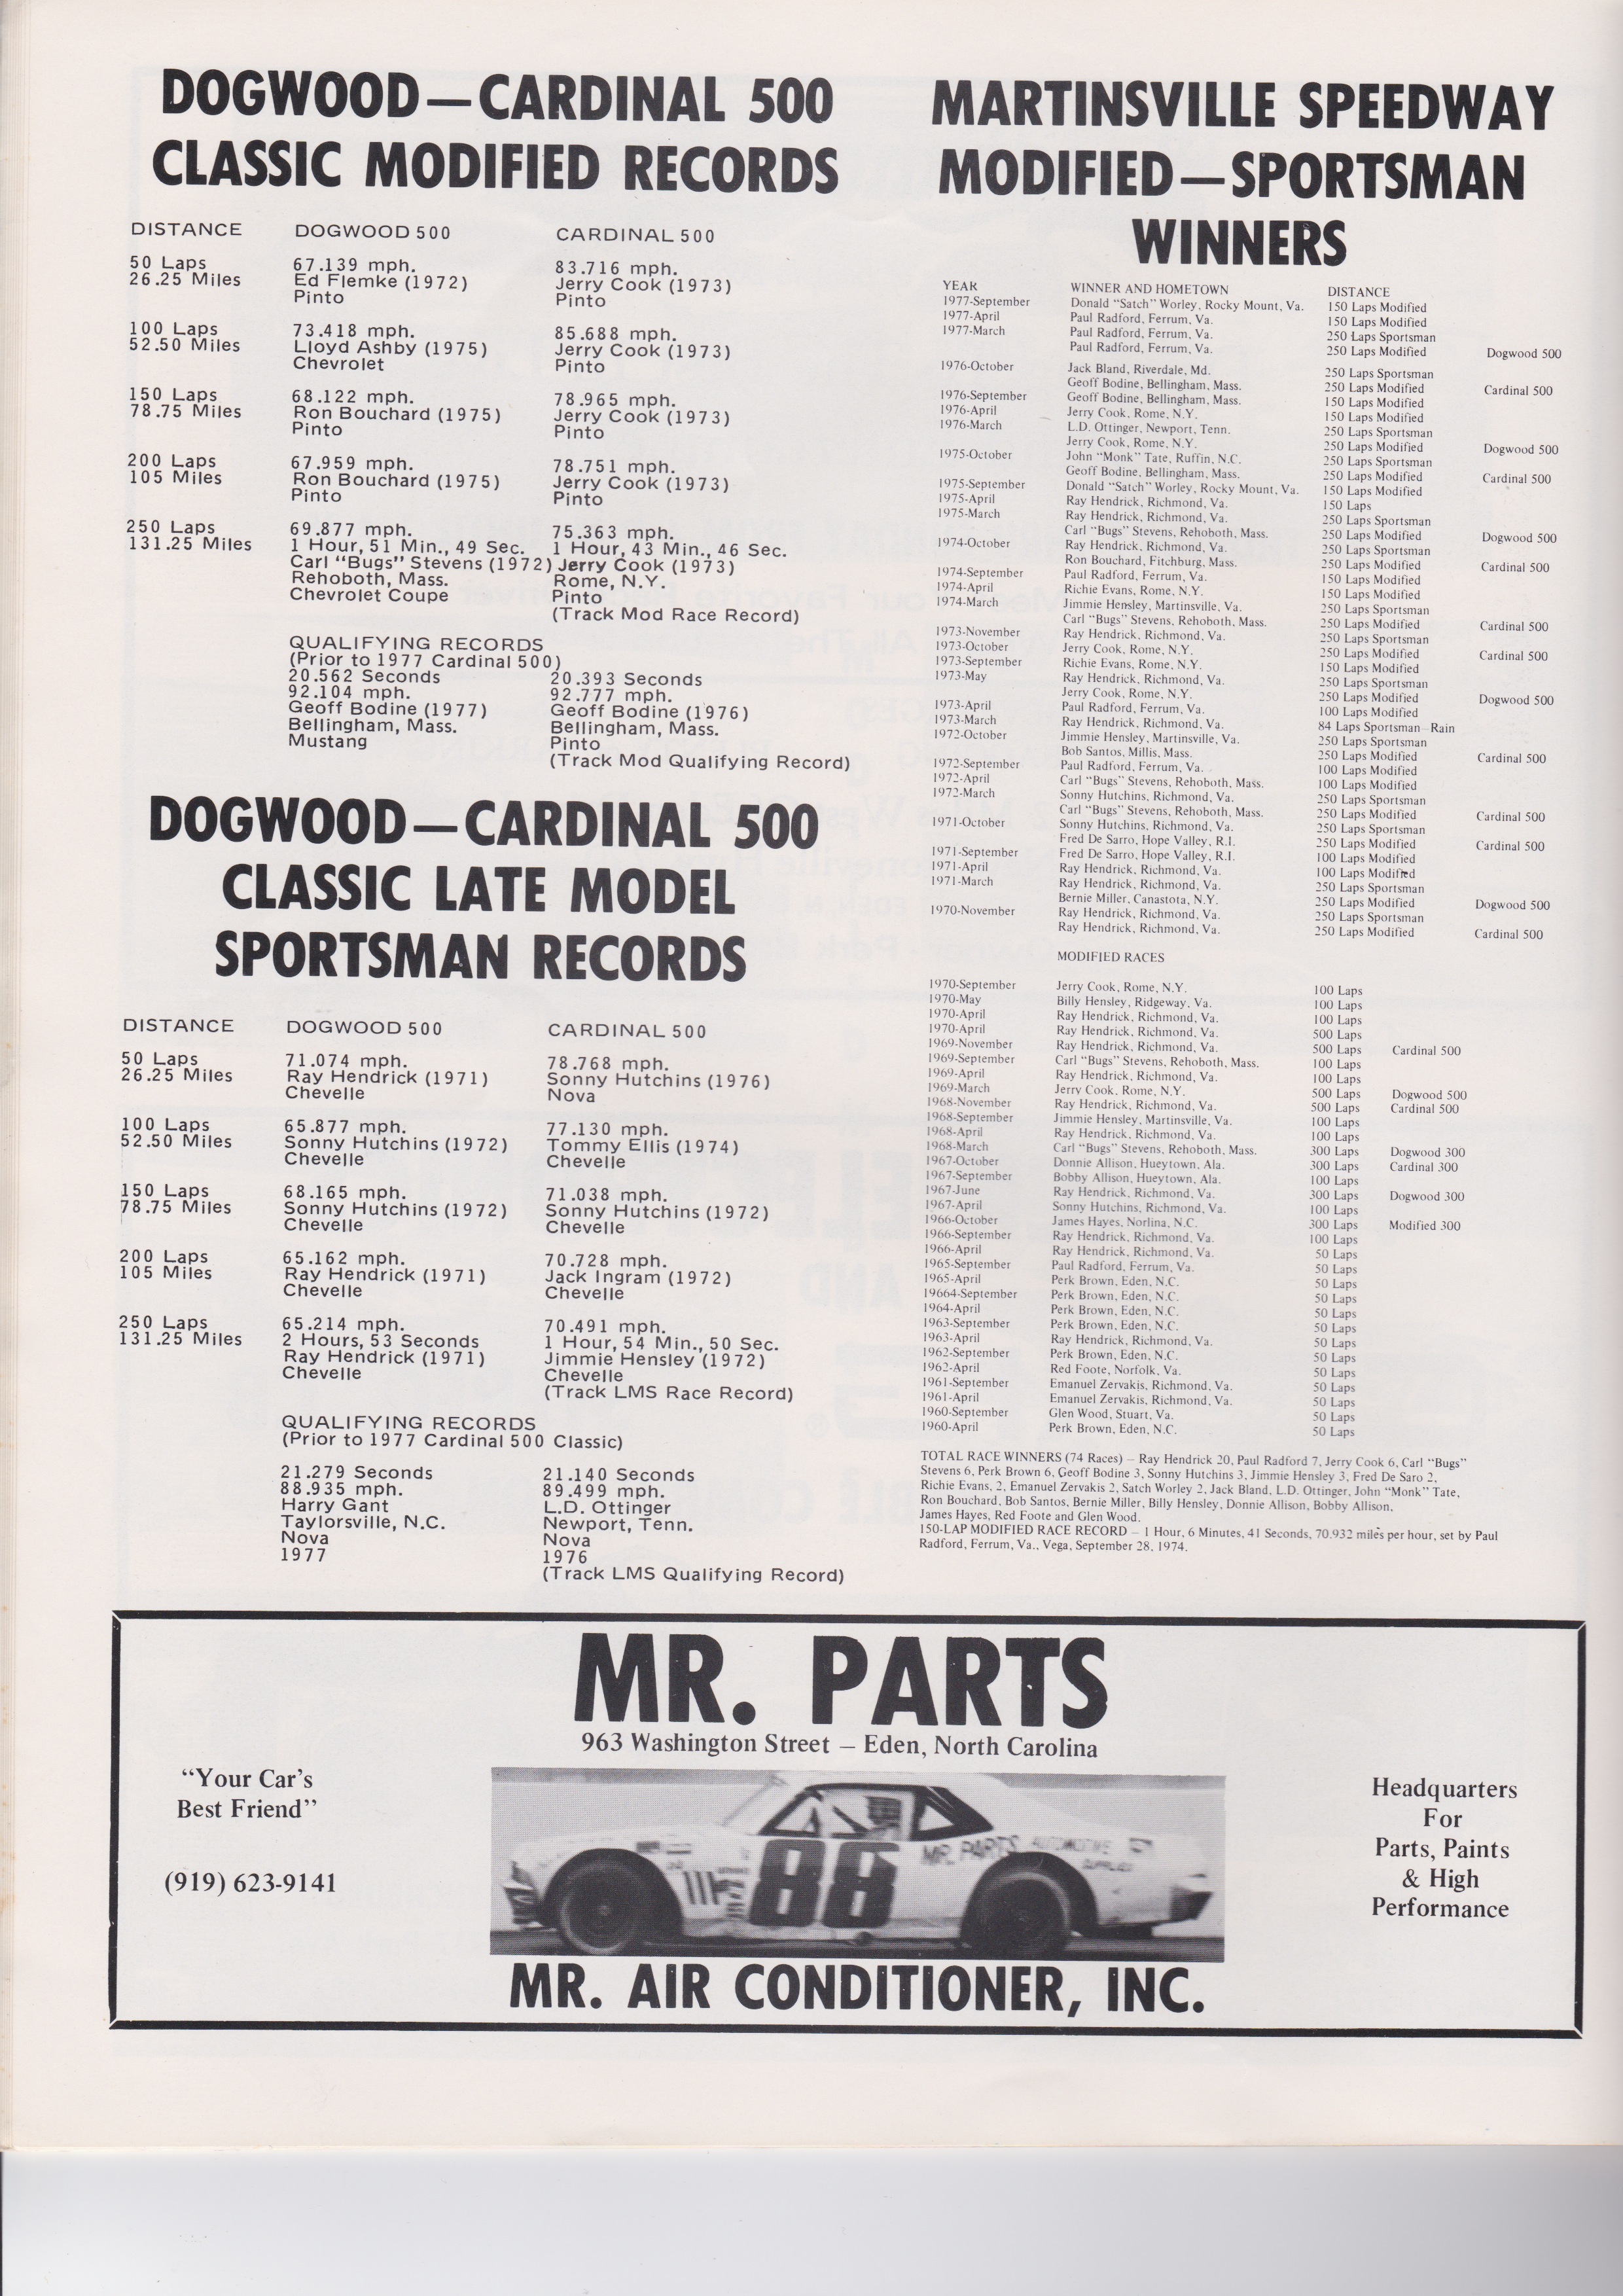 DOGWOOD—CARDINAL 500
CLASSIC MODIFIED RECORDS
DISTANCE DOGWOOD 500 CARDINAL 500
50 Laps 67.139 mph. 83.716 mph.
26.25 Miles Ed Flemke (1972) Jerry Cook (1973)
Pinto Pinto
100 Laps 73.418 mph. 85.688 mph.
52.50 Miles Lloyd Ashby (1975) Jerry Cook (1973)
Chevrolet Pinto
150 Laps 68.122 mph. 78.965 mph.
78.75 Miles Ron Bouchard (1975) Jerry Cook (1973)
Pinto Pinto
200 Laps 67.959 mph. 78.751 mph.
105 Miles Ron Bouchard (1975) Jerry Cook (1973)
Pinto Pinto
250 Laps 69.877 mph. 75.363 mph.
131.25 Miles 1 Hour, 51 Min., 49 Sec. 1 Hour, 43 Min., 46 Sec.
Carl "Bugs" Stevens (1972) Jerry Cook (1973)
Rehoboth, Mass. Rome, N.Y.
Chevrolet Coupe Pinto
(Track Mod Race Record)
QUALIFYING RECORDS
(Prior to 1977 Cardinal 500)
20.562 Seconds 20.393 Seconds
92.104 mph. 92.777 mph.
Geoff Bodine (1977) Geoff Bodine (1976)
Bellingham, Mass. Bellingham, Mass.
Mustang Pinto
(Track Mod Qualifying Record)
DOGWOOD—CARDINAL 500
CLASSIC LATE MODEL
SPORTSMAN RECORDS
DISTANCE DOGWOOD 500 CARDINAL 500
50 Laps 71.074 mph. 78.768 mph.
26.25 Miles Ray Hendrick (1971) Sonny Hutchins (1976)
Chevelle Nova
100 Laps 65.877 mph. 77.130 mph.
52.50 Miles Sonny Hutchins (1972) Tommy Ellis (1974)
Chevelle Chevelle
150 Laps 68.165 mph. 71.038 mph.
78.75 Miles Sonny Hutchins (1972) Sonny Hutchins (1972)
Chevelle Chevelle
200 Laps 65.162 mph. 70.728 mph.
105 Miles Ray Hendrick (1971) Jack Ingram (1972)
Chevelle Chevelle
250 Laps 65.214 mph. 70.491 mph.
131.25 Miles 2 Hours, 53 Seconds 1 Hour, 54 Min., 50 Sec.
Ray Hendrick (1971) Jimmie Hensley (1972)
Chevelle Chevelle
(Track LMS Race Record)
QUALIFYING RECORDS
(Prior to 1977 Cardinal 500 Classic)
21.279 Seconds 21.140 Seconds
88.935 mph. 89.499 mph.
Harry Gant L.D. Ottinger
Taylorsville, N.C. Newport, Tenn.
Nova Nova
1977 1976
(Track LMS Qualifying Record)
MARTINSVILLE SPEEDWAY
MODIFIED—SPORTSMAN
WINNERS
YEAR WINNER AND HOMETOWN DISTANCE
1977-September Donald "Satch" Worley, Rocky Mount, Va. 150 Laps Modified
1977-April Paul Radford, Ferrum, Va. 150 Laps Modified
1977-March Paul Radford, Ferrum, Va. 250 Laps Sportsman
Paul Radford, Ferrum, Va. 250 Laps Modified Dogwood 500
1976-October Jack Bland, Riverdale, Md. 250 Laps Sportsman
Geoff Bodine, Bellingham, Mass. 250 Laps Modified Cardinal 500
1976-September Geoff Bodine, Bellingham, Mass. 150 Laps Modified
1976-April Jerry Cook, Rome, N.Y. 150 Laps Modified
1976-March L.D. Ottinger, Newport, Tenn. 250 Laps Sportsman
Jerry Cook, Rome, N.Y. 250 Laps Modified Dogwood 500
1975-October John "Monk" Tate, Ruffin, N.C. 250 Laps Sportsman
Geoff Bodine, Bellingham, Mass. 250 Laps Modified Cardinal 500
1975-September Donald "Satch" Worley, Rocky Mount, Va. 150 Laps Modified
1975-April Ray Hendrick, Richmond, Va. 150 Laps
1975-March Ray Hendrick, Richmond, Va. 250 Laps Sportsman
Carl "Bugs" Stevens, Rehoboth, Mass. 250 Laps Modified Dogwood 500
1974-October Ray Hendrick, Richmond, Va. 250 Laps Sportsman
Ron Bouchard, Fitchburg, Mass. 250 Laps Modified Cardinal 500
1974-September Paul Radford, Ferrum, Va. 150 Laps Modified
1974-April Richie Evans, Rome, N.Y. 150 Laps Modified
1974-March Jimmie Hensley, Martinsville, Va. 250 Laps Sportsman
Carl "Bugs" Stevens, Rehoboth, Mass. 250 Laps Modified Cardinal 500
1973-November Ray Hendrick, Richmond, Va. 250 Laps Sportsman
1973-October Jerry Cook, Rome, N.Y. 250 Laps Modified Cardinal 500
1973-September Richie Evans, Rome, N.Y. 150 Laps Modified
1973-May Ray Hendrick, Richmond, Va. 250 Laps Sportsman
Jerry Cook, Rome, N.Y. 250 Laps Modified Dogwood 500
1973-April Paul Radford, Ferrum, Va. 100 Laps Modified
1973-March Ray Hendrick, Richmond, Va. 84 Laps Sportsman—Rain
1972-October Jimmie Hensley, Martinsville, Va. 250 Laps Sportsman
Bob Santos, Millis, Mass. 250 Laps Modified Cardinal 500
1972-September Paul Radford, Ferrum, Va. 100 Laps Modified
1972-April Carl "Bugs" Stevens, Rehoboth, Mass. 100 Laps Modified
1972-March Sonny Hutchins, Richmond, Va. 250 Laps Sportsman
Carl "Bugs" Stevens, Rehoboth, Mass. 250 Laps Modified Cardinal 500
1971-October Sonny Hutchins, Richmond, Va. 250 Laps Sportsman
Fred De Sarro, Hope Valley, R.I. 250 Laps Modified Cardinal 500
1971-September Fred De Sarro, Hope Valley, R.I. 100 Laps Modified
1971-April Ray Hendrick, Richmond, Va. 100 Laps Modified
1971-March Ray Hendrick, Richmond, Va. 250 Laps Sportsman
Bernie Miller, Canastota, N.Y. 250 Laps Modified Dogwood 500
1970-November Ray Hendrick, Richmond, Va. 250 Laps Sportsman
Ray Hendrick, Richmond, Va. 250 Laps Modified Cardinal 500
MODIFIED RACES
1970-September Jerry Cook, Rome, N.Y. 100 Laps
1970-May Billy Hensley, Ridgeway, Va. 100 Laps
1970-April Ray Hendrick, Richmond, Va. 100 Laps
1970-April Ray Hendrick, Richmond, Va. 500 Laps
1969-November Ray Hendrick, Richmond, Va. 500 Laps Cardinal 500
1969-September Carl "Bugs" Stevens, Rehoboth, Mass. 100 Laps
1969-April Ray Hendrick, Richmond, Va. 100 Laps
1969-March Jerry Cook, Rome, N.Y. 500 Laps Dogwood 500
1968-November Ray Hendrick, Richmond, Va. 500 Laps Cardinal 500
1968-September Jimmie Hensley, Martinsville, Va. 100 Laps
1968-April Ray Hendrick, Richmond, Va. 100 Laps
1968-March Carl "Bugs" Stevens, Rehoboth, Mass. 300 Laps Dogwood 300
1967-October Donnie Allison, Hueytown, Ala. 300 Laps Cardinal 300
1967-September Bobby Allison, Hueytown, Ala. 100 Laps
1967-June Ray Hendrick, Richmond, Va. 300 Laps Dogwood 300
1967-April Sonny Hutchins, Richmond, Va. 100 Laps
1966-October James Hayes, Norlina, N.C. 300 Laps Modified 300
1966-September Ray Hendrick, Richmond, Va. 100 Laps
1966-April Ray Hendrick, Richmond, Va. 50 Laps
1965-September Paul Radford, Ferrum, Va. 50 Laps
1965-April Perk Brown, Eden, N.C. 50 Laps
19664-September Perk Brown, Eden, N.C. 50 Laps
1964-April Perk Brown, Eden, N.C. 50 Laps
1963-September Perk Brown, Eden, N.C. 50 Laps
1963-April Ray Hendrick, Richmond, Va. 50 Laps
1962-September Perk Brown, Eden, N.C. 50 Laps
1962-April Red Foote, Norfolk, Va. 50 Laps
1961-September Emanuel Zervakis, Richmond, Va. 50 Laps
1961-April Emanuel Zervakis, Richmond, Va. 50 Laps
1960-September Glen Wood, Stuart, Va. 50 Laps
1960-April Perk Brown, Eden, N.C. 50 Laps
TOTAL RACE WINNERS (74 Races) – Ray Hendrick 20, Paul Radford 7, Jerry Cook 6, Carl "Bugs"
Stevens 6, Perk Brown 6, Geoff Bodine 3, Sonny Hutchins 3, Jimmie Hensley 3, Fred De Saro 2,
Richie Evans, 2, Emanuel Zervakis 2, Satch Worley 2, Jack Bland, L.D. Ottinger, John "Monk" Tate,
Ron Bouchard, Bob Santos, Bernie Miller, Billy Hensley, Donnie Allison, Bobby Allison,
James Hayes, Red Foote and Glen Wood.
150-LAP MODIFIED RACE RECORD – 1 Hour, 6 Minutes, 41 Seconds, 70.932 miles per hour, set by Paul
Radford, Ferrum, Va., Vega, September 28, 1974.
MR. PARTS
963 Washington Street – Eden, North Carolina
"Your Car's
Best Friend"
(919) 623-9141
88
MR. PARTS AUTOMOTIVE
Headquarters
For
Parts, Paints
& High
Performance
MR. AIR CONDITIONER, INC.